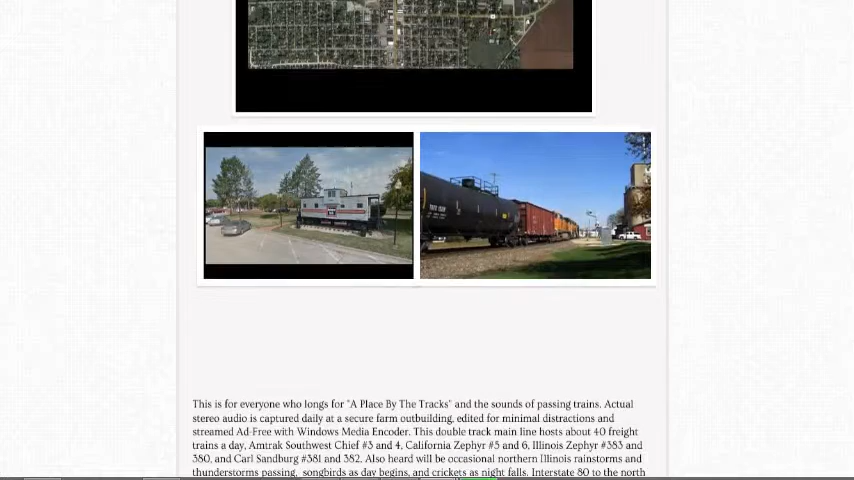 This is for everyone who longs for "A Place By The Tracks" and the sounds of passing trains. Actual
stereo audio is captured daily at a secure farm outbuilding, edited for minimal distractions and
streamed Ad-Free with Windows Media Encoder. This double track main line hosts about 40 freight
trains a day, Amtrak Southwest Chief #3 and 4, California Zephyr #5 and 6, Illinois Zephyr #383 and
380, and Carl Sandburg #381 and 382. Also heard will be occasional northern Illinois rainstorms and
thunderstorms passing, songbirds as day begins, and crickets as night falls. Interstate 80 to the north